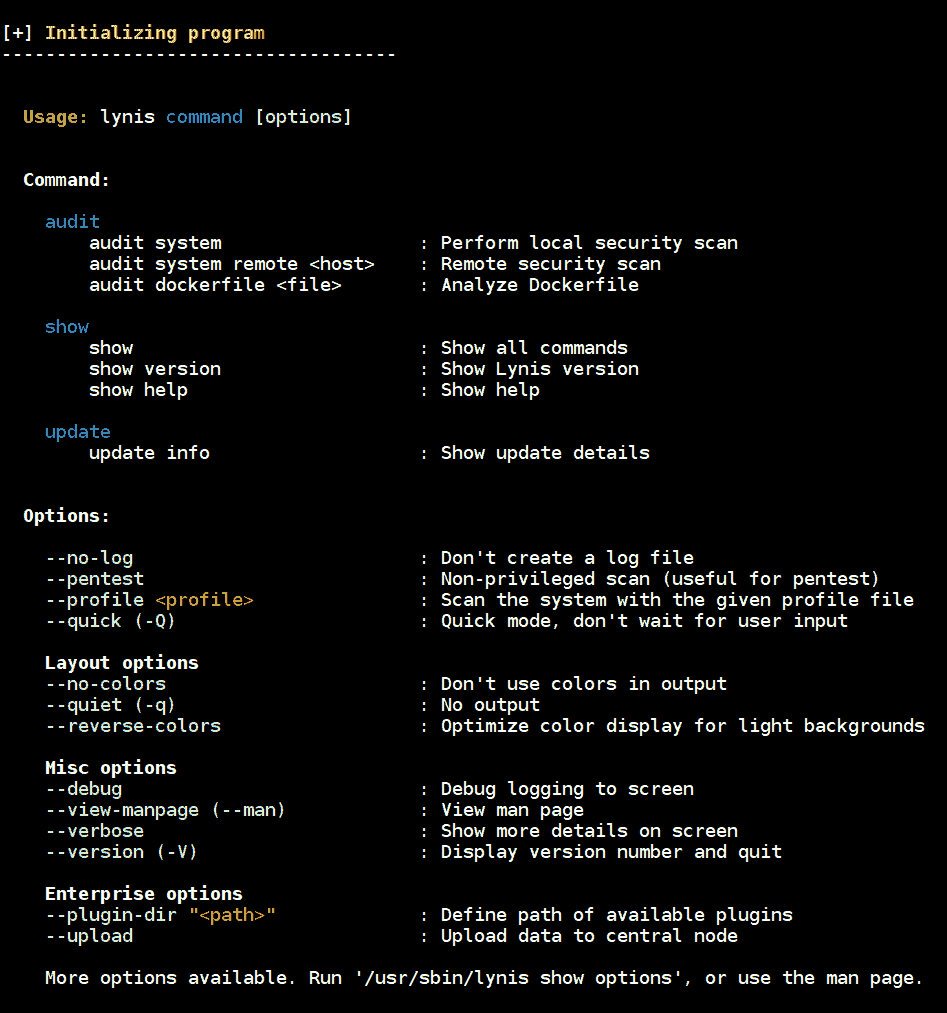 [+] Initializing program
------------------------------------
Usage: lynis command [options]
Command:
audit
audit system : Perform local security scan
audit system remote <host> : Remote security scan
audit dockerfile <file> : Analyze Dockerfile
show
show : Show all commands
show version : Show Lynis version
show help : Show help
update
update info : Show update details
Options:
--no-log : Don't create a log file
--pentest : Non-privileged scan (useful for pentest)
--profile <profile> : Scan the system with the given profile file
--quick (-Q) : Quick mode, don't wait for user input
Layout options
--no-colors : Don't use colors in output
--quiet (-q) : No output
--reverse-colors : Optimize color display for light backgrounds
Misc options
--debug : Debug logging to screen
--view-manpage (--man) : View man page
--verbose : Show more details on screen
--version (-V) : Display version number and quit
Enterprise options
--plugin-dir "<path>" : Define path of available plugins
--upload : Upload data to central node
More options available. Run '/usr/sbin/lynis show options', or use the man page.